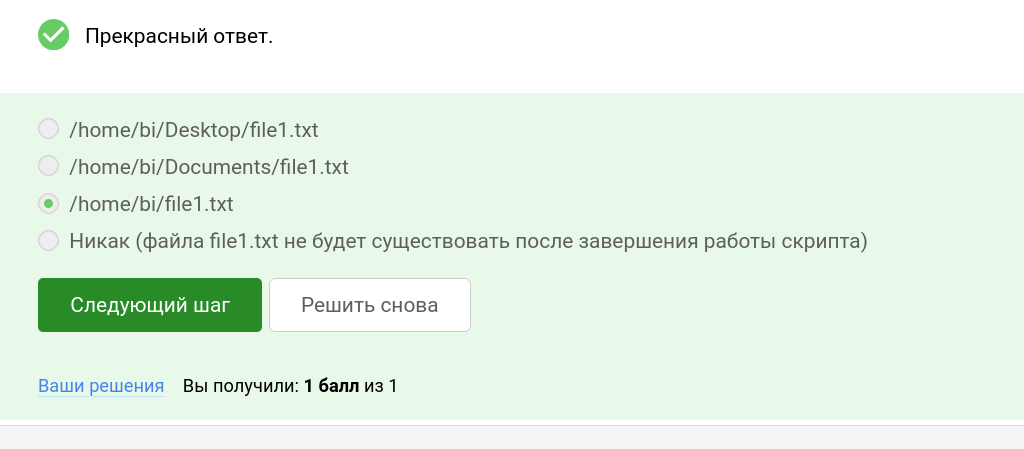 Прекрасный ответ.
/home/bi/Desktop/file1.txt
/home/bi/Documents/file1.txt
/home/bi/file1.txt
Никак (файла file1.txt не будет существовать после завершения работы скрипта)
Следующий шаг Решить снова
Ваши решения Вы получили: 1 балл из 1